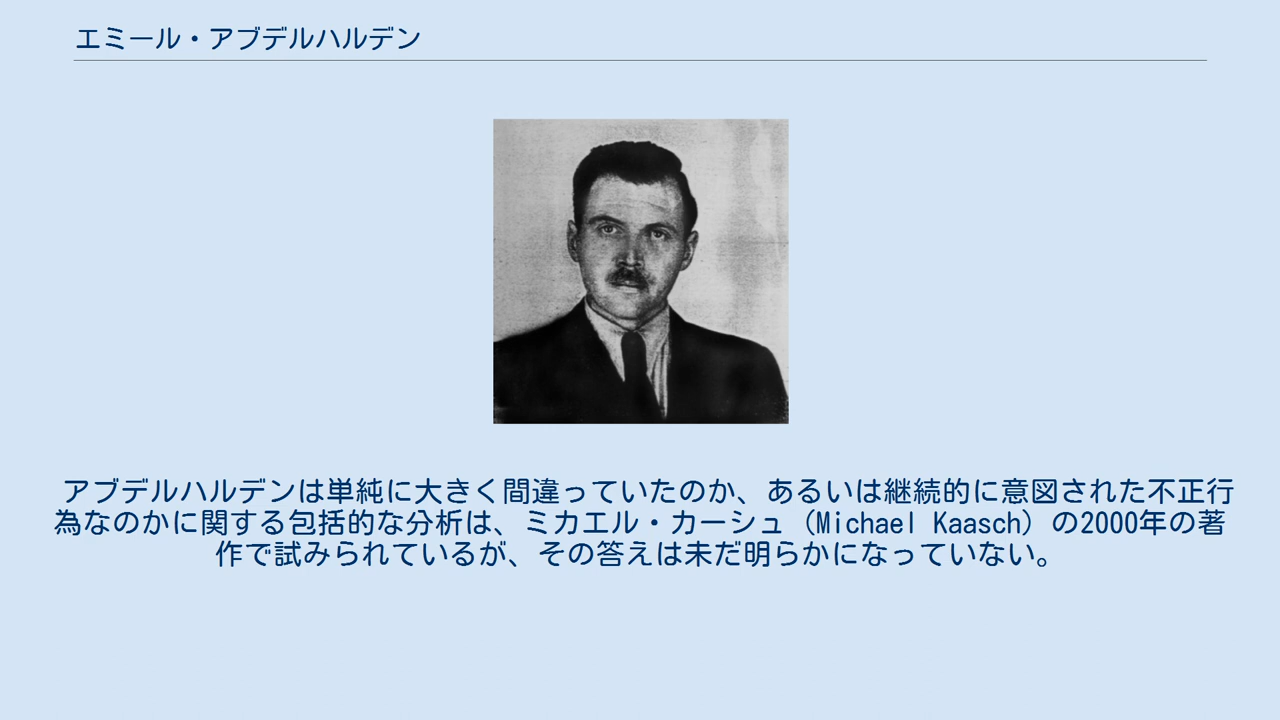 エミール・アブデルハルデン
アブデルハルデンは単純に大きく間違っていたのか、あるいは継続的に意図された不正行
為なのかに関する包括的な分析は、ミカエル・カーシュ（Michael Kaasch）の2000年の著
作で試みられているが、その答えは未だ明らかになっていない。